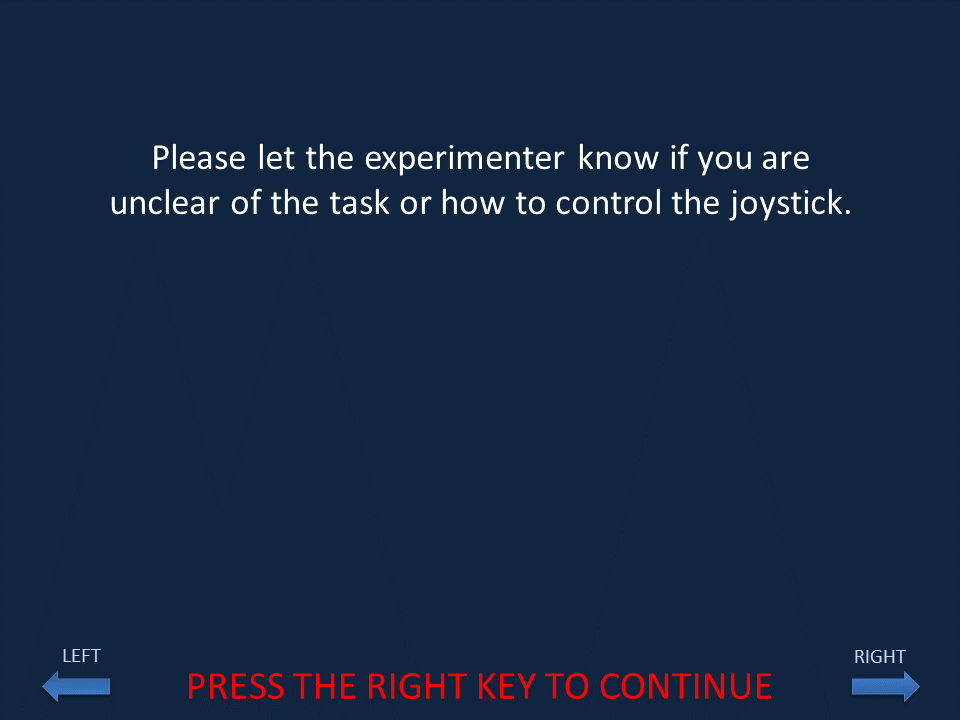 Please let the experimenter know if you are
unclear of the task or how to control the joystick.
LEFT
RIGHT
PRESS THE RIGHT KEY TO CONTINUE